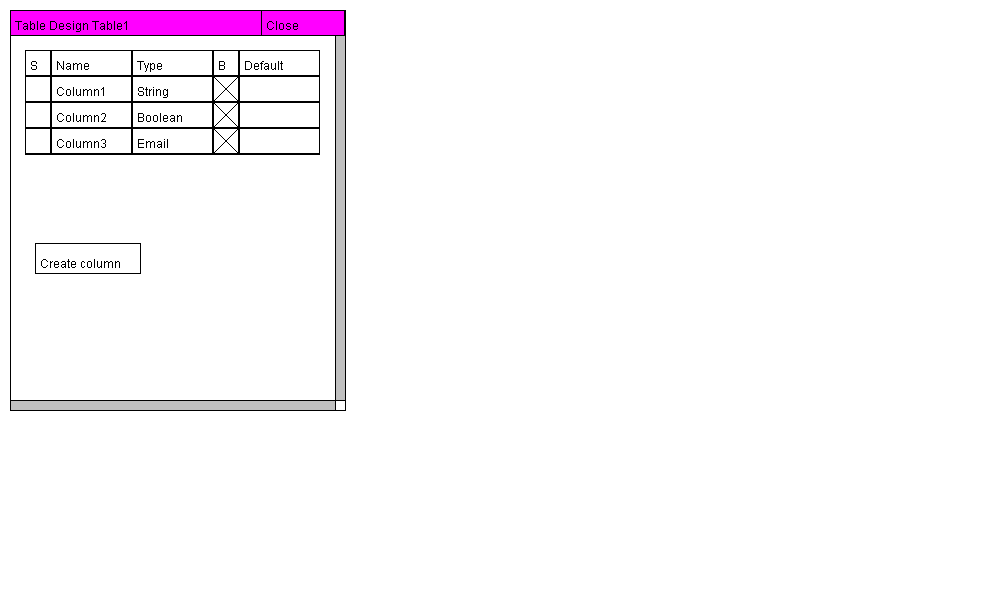 Table Design Table1 Close
S Name Type B Default
Column1 String
Column2 Boolean
Column3 Email
Create column